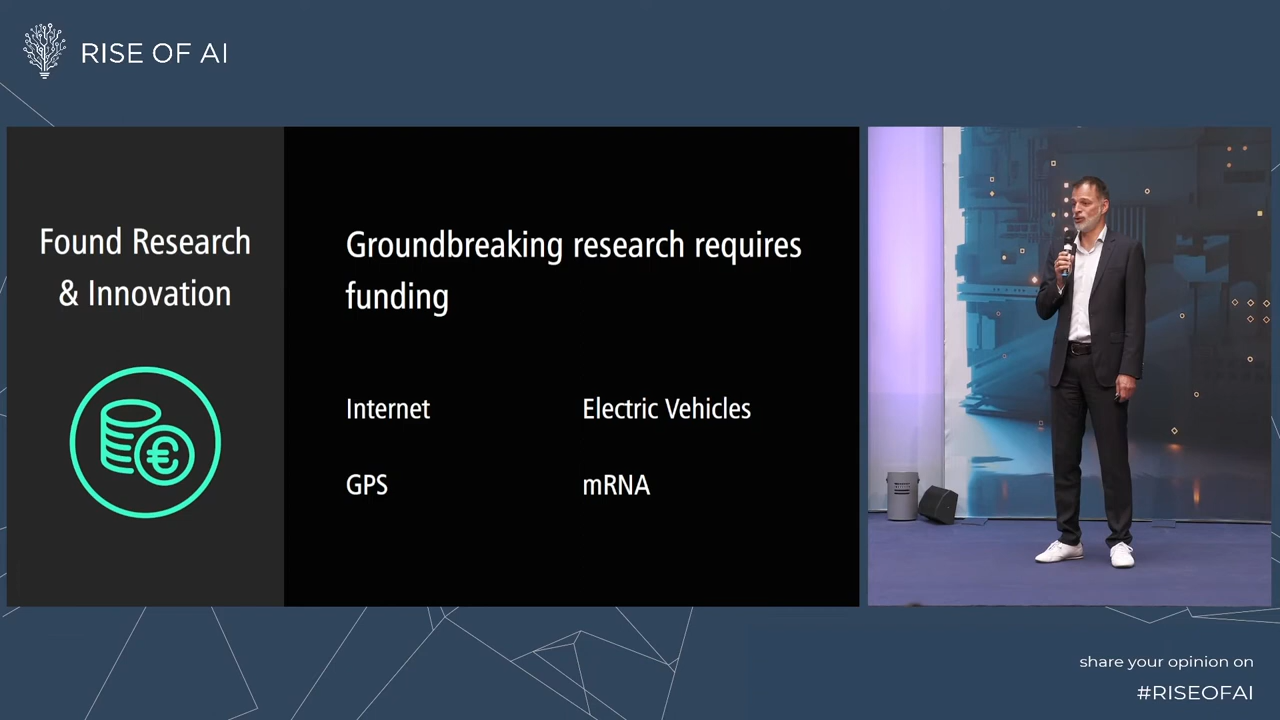 RISE OF AI
Found Research
& Innovation
Groundbreaking research requires
funding
Internet
Electric Vehicles
GPS
mRNA
share your opinion on
#RISEOFAI